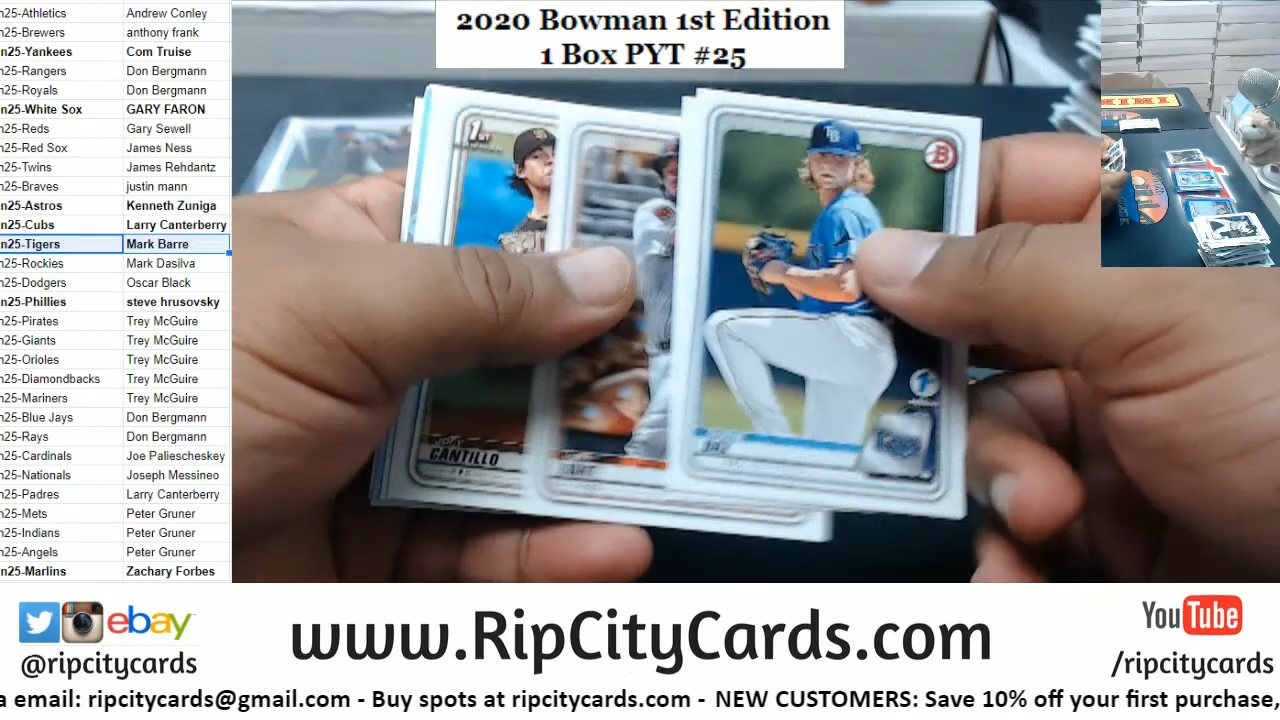 2020 Bowman 1st Edition
1 Box PYT #25
n25-Athletics Andrew Conley
n25-Brewers anthony frank
n25-Yankees Com Truise
n25-Rangers Don Bergmann
n25-Royals Don Bergmann
n25-White Sox GARY FARON
n25-Reds Gary Sewell
n25-Red Sox James Ness
n25-Twins James Rehdantz
n25-Braves justin mann
n25-Astros Kenneth Zuniga
n25-Cubs Larry Canterberry
n25-Tigers Mark Barre
n25-Rockies Mark Dasilva
n25-Dodgers Oscar Black
n25-Phillies steve hrusovsky
n25-Pirates Trey McGuire
n25-Giants Trey McGuire
n25-Orioles Trey McGuire
n25-Diamondbacks Trey McGuire
n25-Mariners Trey McGuire
n25-Blue Jays Don Bergmann
n25-Rays Don Bergmann
n25-Cardinals Joe Paliescheskey
n25-Nationals Joseph Messineo
n25-Padres Larry Canterberry
n25-Mets Peter Gruner
n25-Indians Peter Gruner
n25-Angels Peter Gruner
n25-Marlins Zachary Forbes
1ST
CANTILLO
TB
B
1st
ebay
@ripcitycards
www.RipCityCards.com
YouTube
/ripcitycards
a email: ripcitycards@gmail.com - Buy spots at ripcitycards.com - NEW CUSTOMERS: Save 10% off your first purchase,